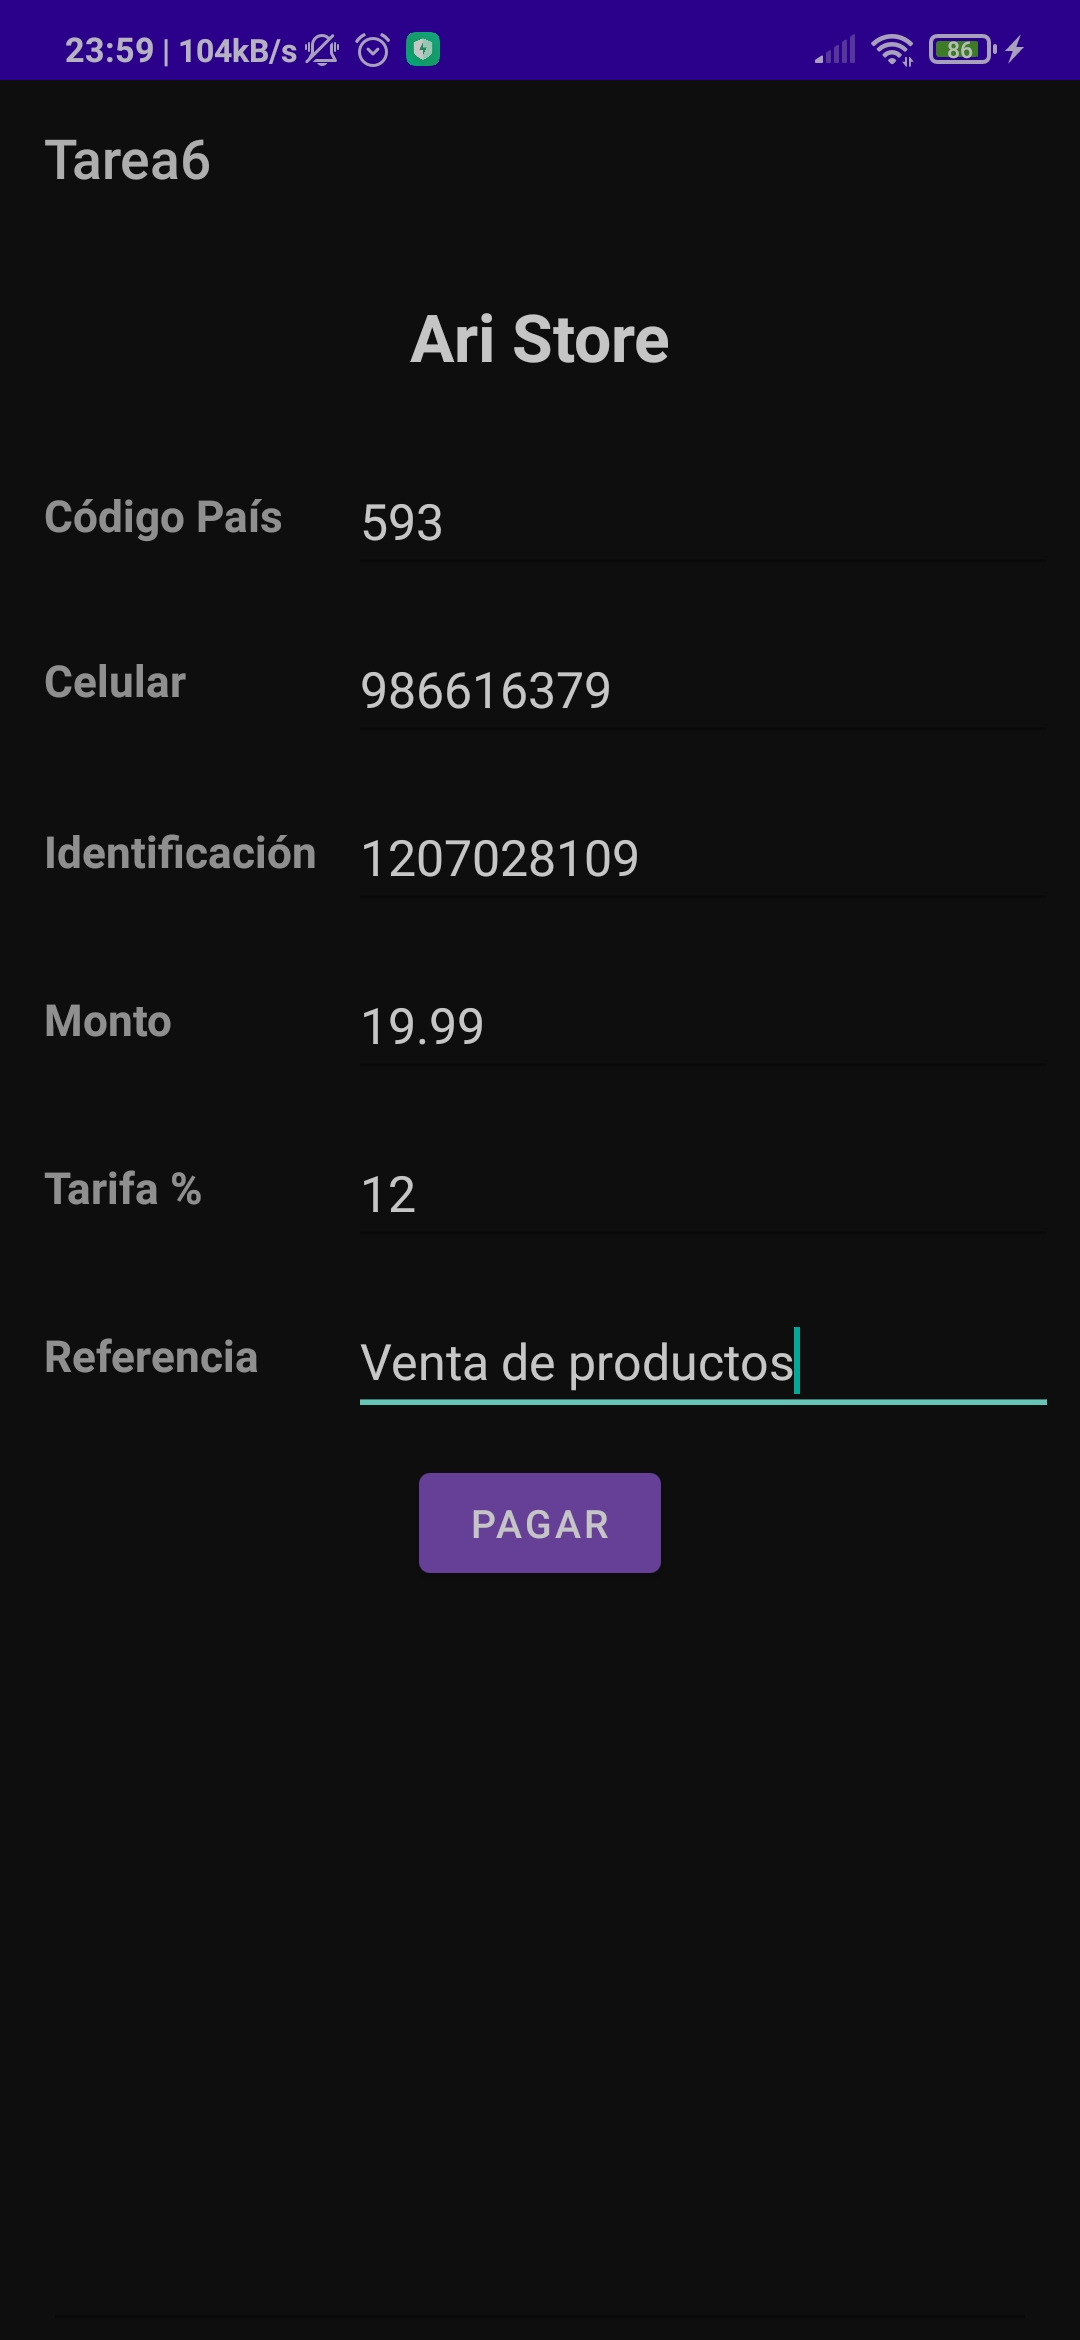 23:59 | 104kB/s 86
Tarea6
Ari Store
Código País 593
Celular 986616379
Identificación 1207028109
Monto 19.99
Tarifa % 12
Referencia Venta de productos
PAGAR